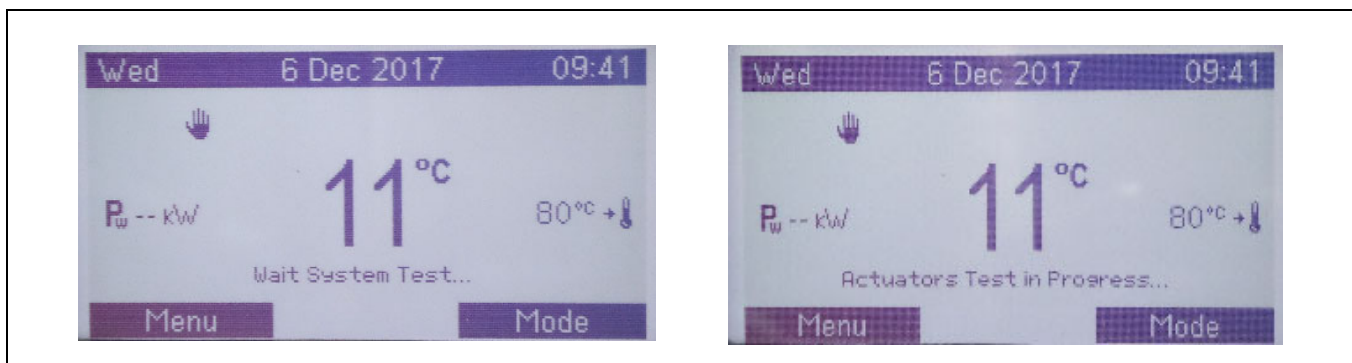 Wed 6 Dec 2017 09:41
11°C
Pw -- kW 80°C
Wait System Test...
Menu Mode
Wed 6 Dec 2017 09:41
11°C
Pw -- kW 80°C
Actuators Test in Progress...
Menu Mode